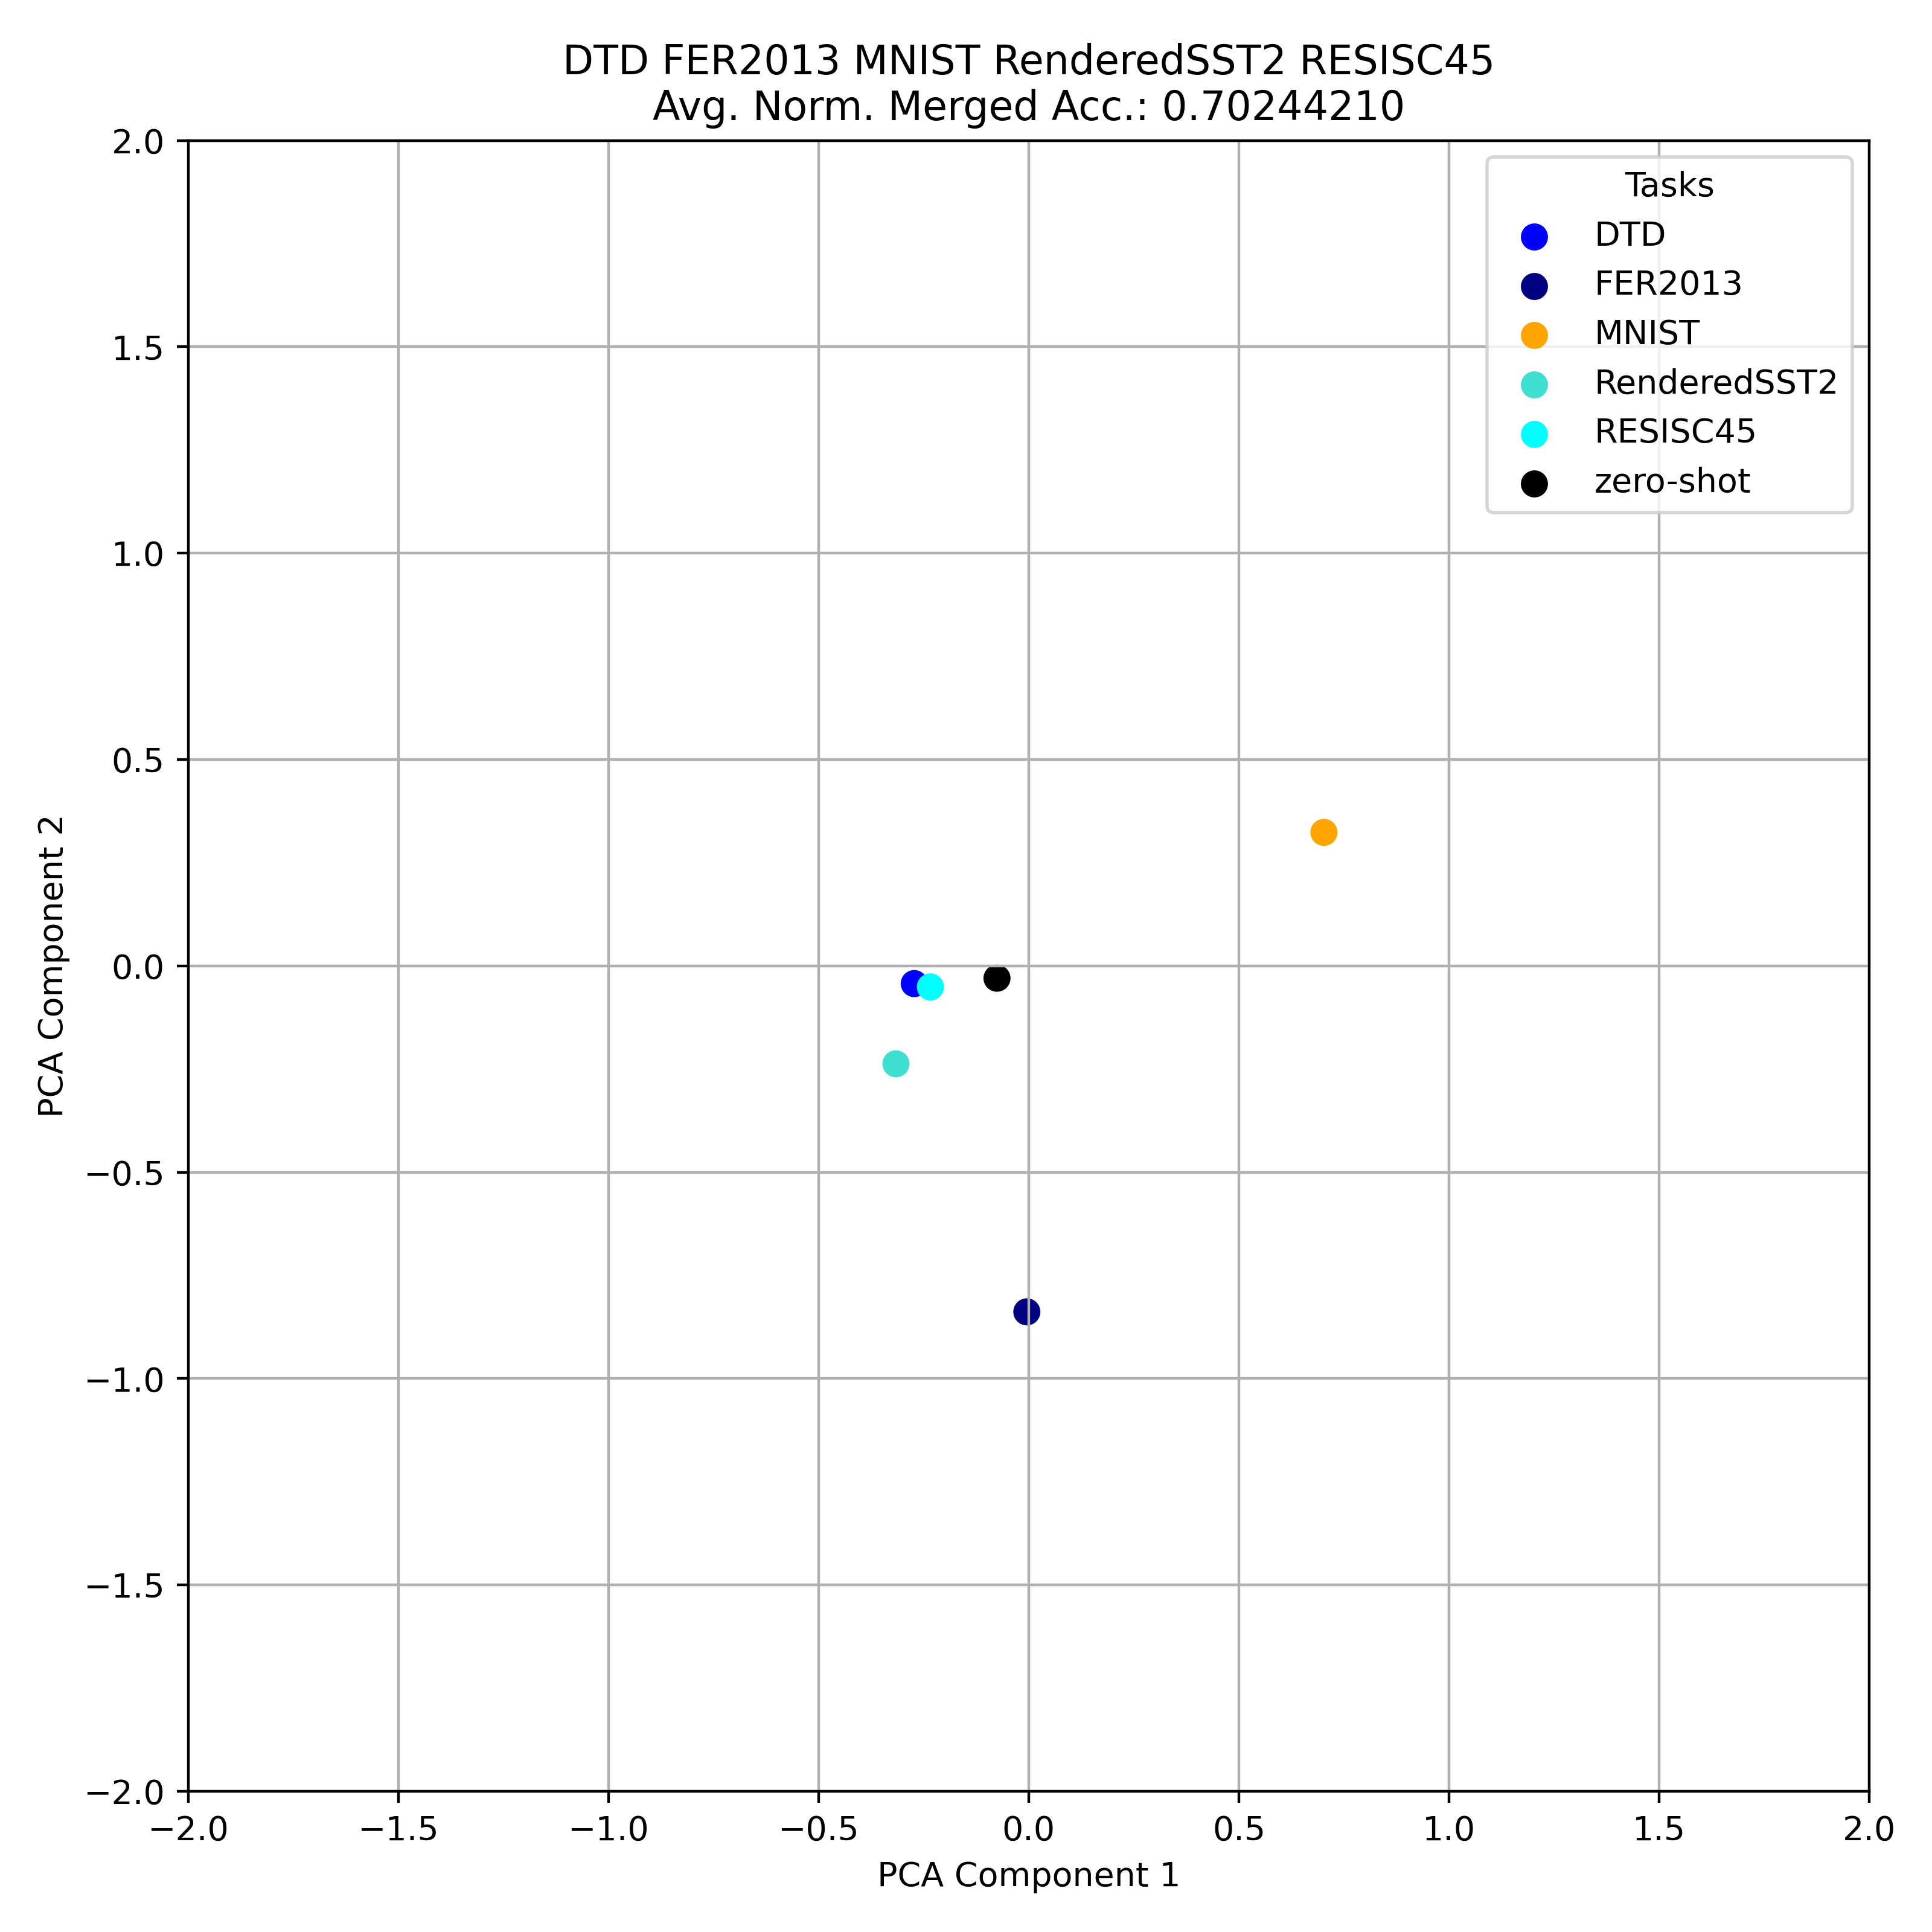 DTD FER2013 MNIST RenderedSST2 RESISC45
Avg. Norm. Merged Acc.: 0.70244210
Tasks
DTD
FER2013
MNIST
RenderedSST2
RESISC45
zero-shot
PCA Component 2
2.0
1.5
1.0
0.5
0.0
−0.5
−1.0
−1.5
−2.0
−2.0 −1.5 −1.0 −0.5 0.0 0.5 1.0 1.5 2.0
PCA Component 1